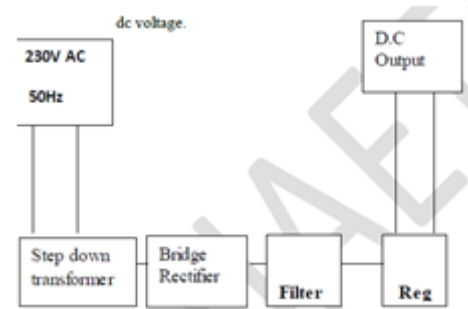 dc voltage.
230V AC
50Hz
D.C
Output
Step down
transformer
Bridge
Rectifier
Filter
Reg